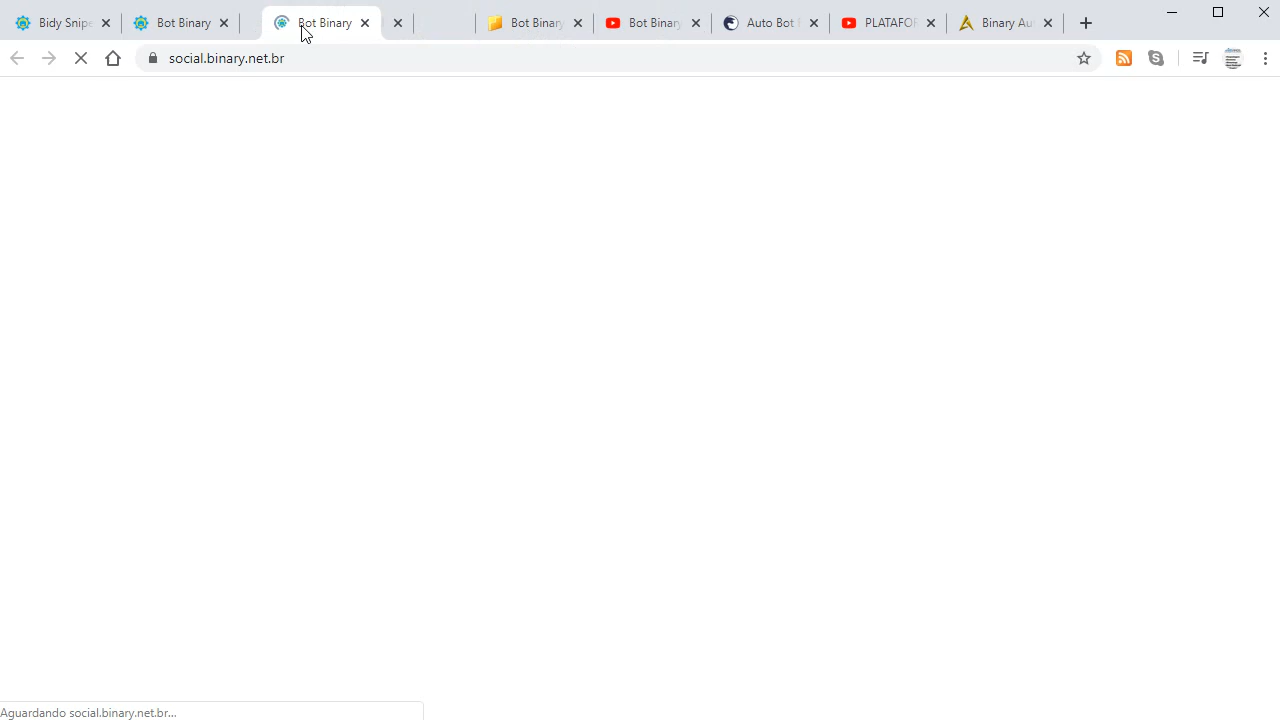 Bidy Snipe
Bot Binary
Bot Binary
Bot Binary
Bot Binary
Auto Bot
PLATAFOR
Binary Au
social.binary.net.br
Aguardando social.binary.net.br...